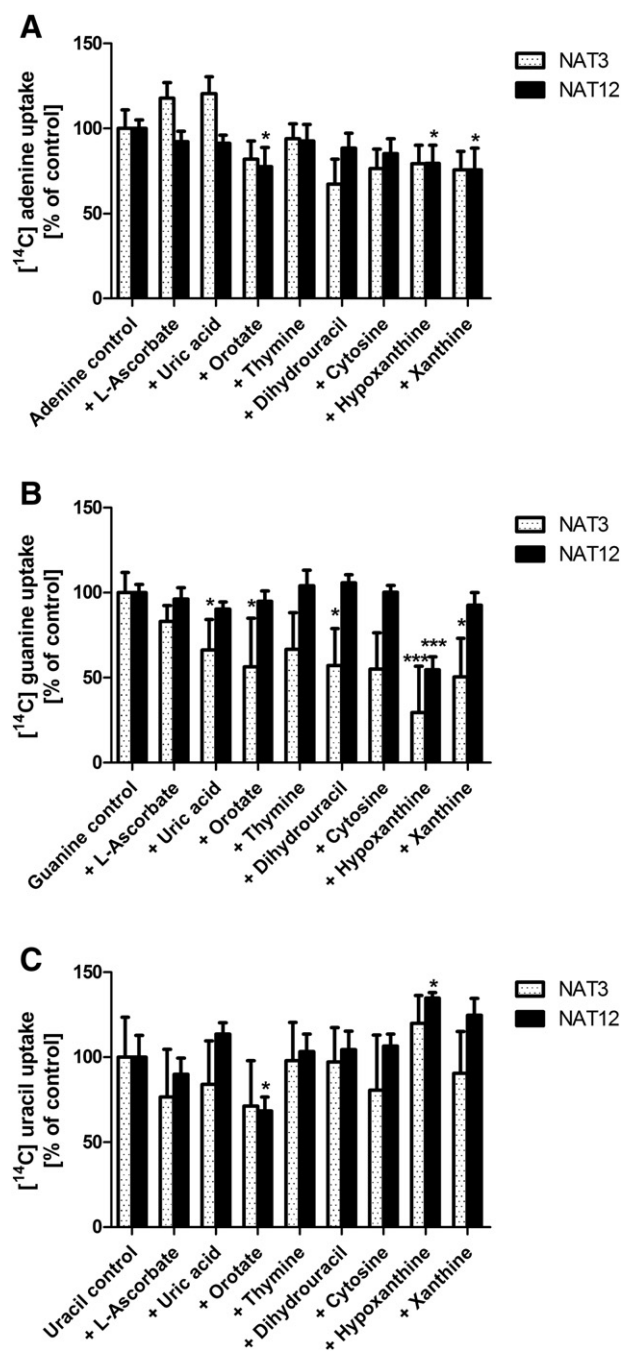 A
[14C] adenine uptake
[% of control]
150
100
50
0
* * *
Adenine control
+ L-Ascorbate
+ Uric acid
+ Orotate
+ Thymine
+ Dihydrouracil
+ Cytosine
+ Hypoxanthine
+ Xanthine
NAT3
NAT12
B
[14C] guanine uptake
[% of control]
150
100
50
0
* * * *** *** *
Guanine control
+ L-Ascorbate
+ Uric acid
+ Orotate
+ Thymine
+ Dihydrouracil
+ Cytosine
+ Hypoxanthine
+ Xanthine
NAT3
NAT12
C
[14C] uracil uptake
[% of control]
150
100
50
0
* *
Uracil control
+ L-Ascorbate
+ Uric acid
+ Orotate
+ Thymine
+ Dihydrouracil
+ Cytosine
+ Hypoxanthine
+ Xanthine
NAT3
NAT12